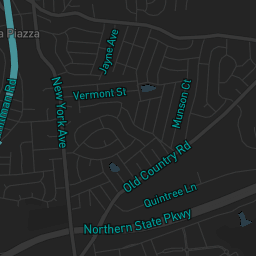 a Piazza
Jayne Ave
Vermont St
New York Ave
Munson Ct
Old Country Rd
Quintree Ln
Northern State Pkwy